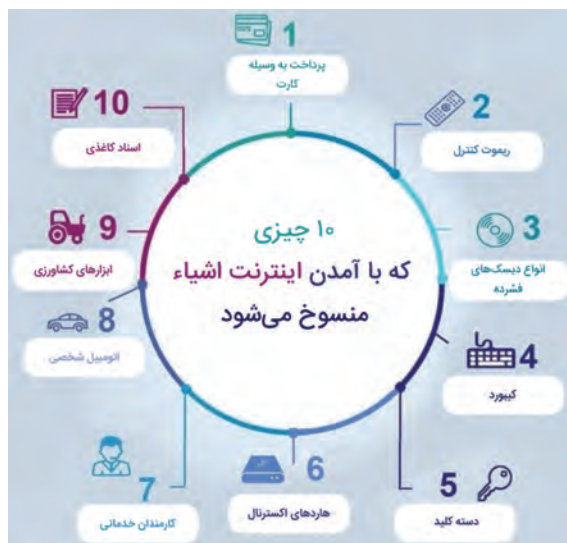 ۱۰ چیزی
که با آمدن اینترنت اشیاء
منسوخ می‌شود
1
پرداخت به وسیله
کارت
2
ریموت کنترل
3
انواع دیسک‌های
فشرده
4
کیبورد
5
دسته کلید
6
هاردهای اکسترنال
7
کارمندان خدماتی
8
اتومبیل شخصی
9
ابزارهای کشاورزی
10
اسناد کاغذی